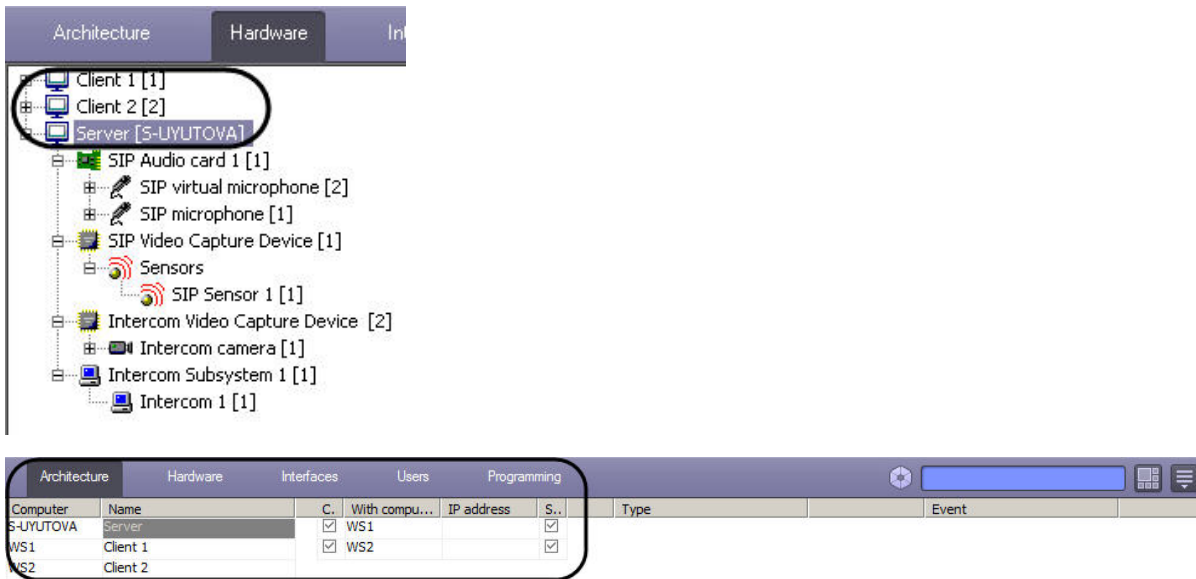 Architecture Hardware
Client 1 [1]
Client 2 [2]
Server [S-UYUTOVA]
SIP Audio card 1 [1]
SIP virtual microphone [2]
SIP microphone [1]
SIP Video Capture Device [1]
Sensors
SIP Sensor 1 [1]
Intercom Video Capture Device [2]
Intercom camera [1]
Intercom Subsystem 1 [1]
Intercom 1 [1]
Architecture Hardware Interfaces Users Programming
Computer Name C. With compu... IP address S.. Type Event
S-UYUTOVA Server WS1
WS1 Client 1 WS2
WS2 Client 2